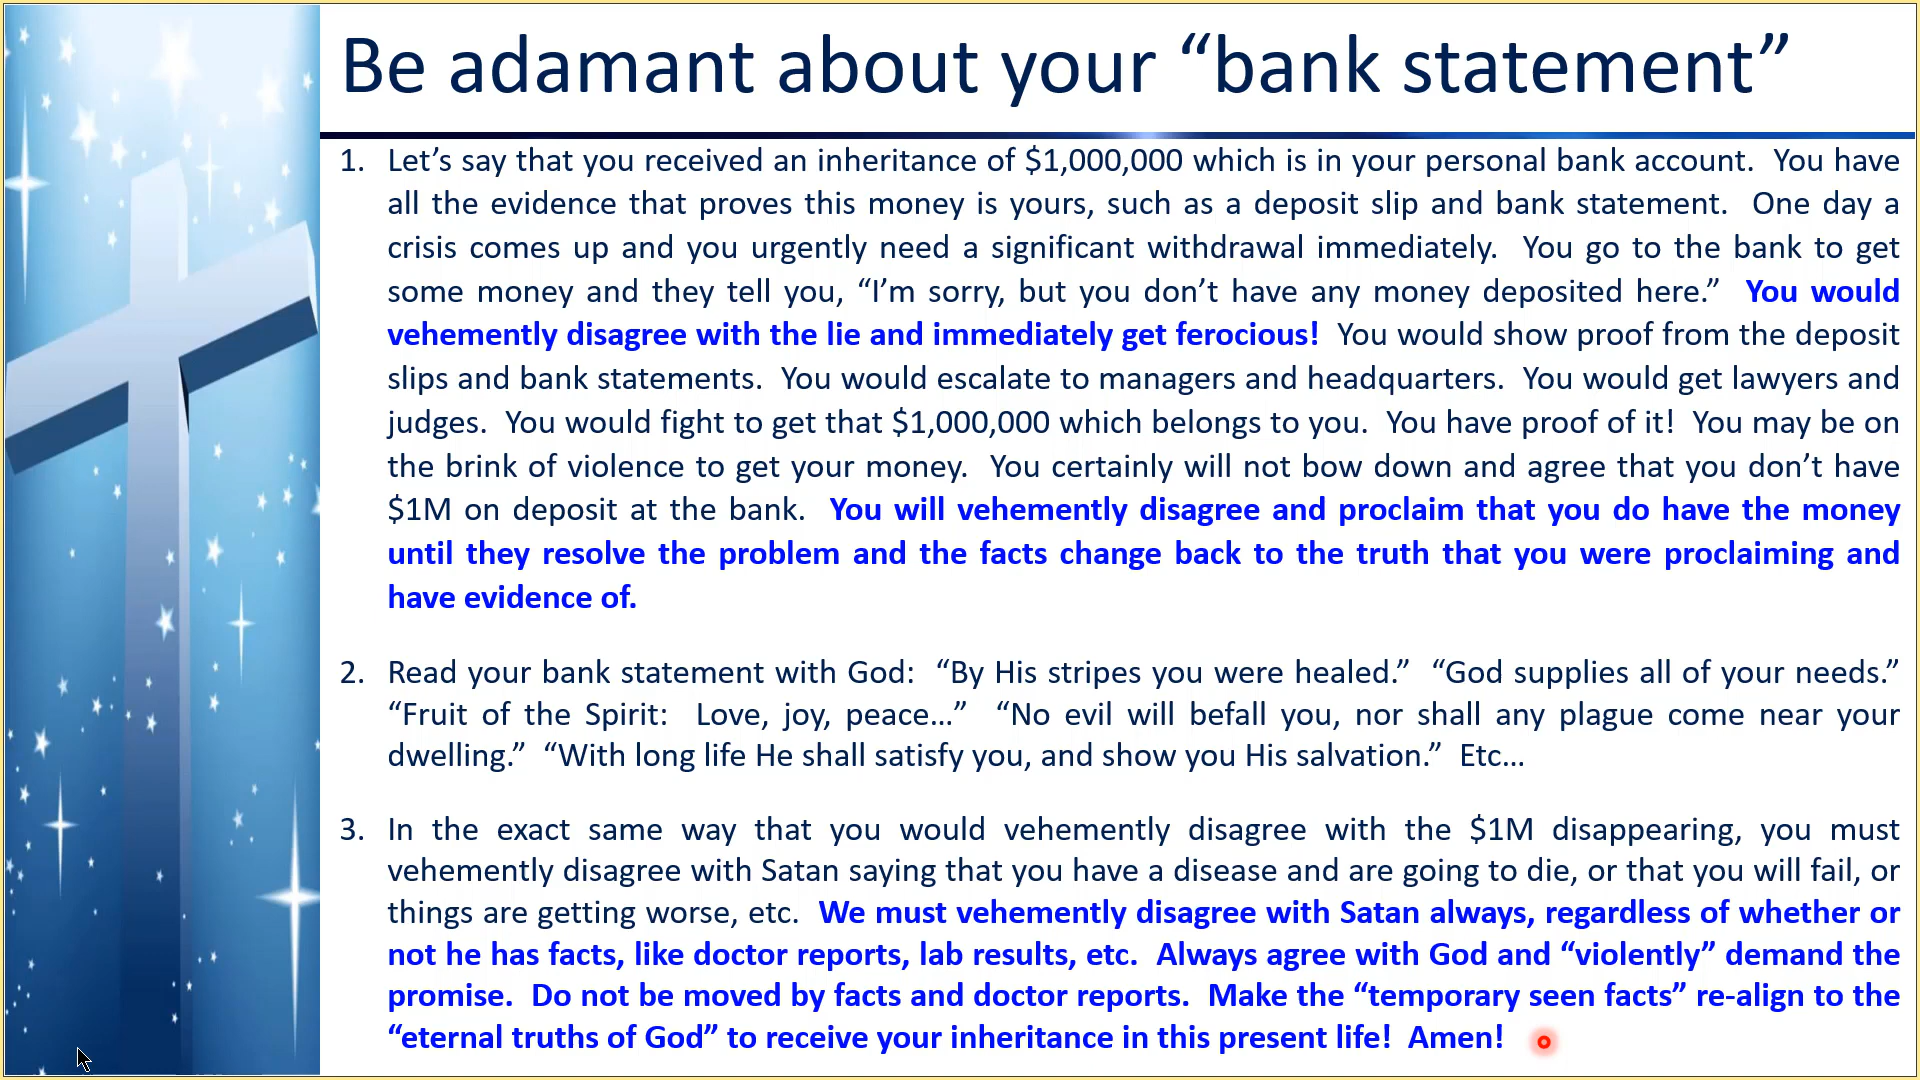 Be adamant about your “bank statement”
1. Let’s say that you received an inheritance of $1,000,000 which is in your personal bank account. You have
all the evidence that proves this money is yours, such as a deposit slip and bank statement. One day a
crisis comes up and you urgently need a significant withdrawal immediately. You go to the bank to get
some money and they tell you, “I’m sorry, but you don’t have any money deposited here.” You would
vehemently disagree with the lie and immediately get ferocious! You would show proof from the deposit
slips and bank statements. You would escalate to managers and headquarters. You would get lawyers and
judges. You would fight to get that $1,000,000 which belongs to you. You have proof of it! You may be on
the brink of violence to get your money. You certainly will not bow down and agree that you don’t have
$1M on deposit at the bank. You will vehemently disagree and proclaim that you do have the money
until they resolve the problem and the facts change back to the truth that you were proclaiming and
have evidence of.
2. Read your bank statement with God: “By His stripes you were healed.” “God supplies all of your needs.”
“Fruit of the Spirit: Love, joy, peace…” “No evil will befall you, nor shall any plague come near your
dwelling.” “With long life He shall satisfy you, and show you His salvation.” Etc…
3. In the exact same way that you would vehemently disagree with the $1M disappearing, you must
vehemently disagree with Satan saying that you have a disease and are going to die, or that you will fail, or
things are getting worse, etc. We must vehemently disagree with Satan always, regardless of whether or
not he has facts, like doctor reports, lab results, etc. Always agree with God and “violently” demand the
promise. Do not be moved by facts and doctor reports. Make the “temporary seen facts” re-align to the
“eternal truths of God” to receive your inheritance in this present life! Amen!